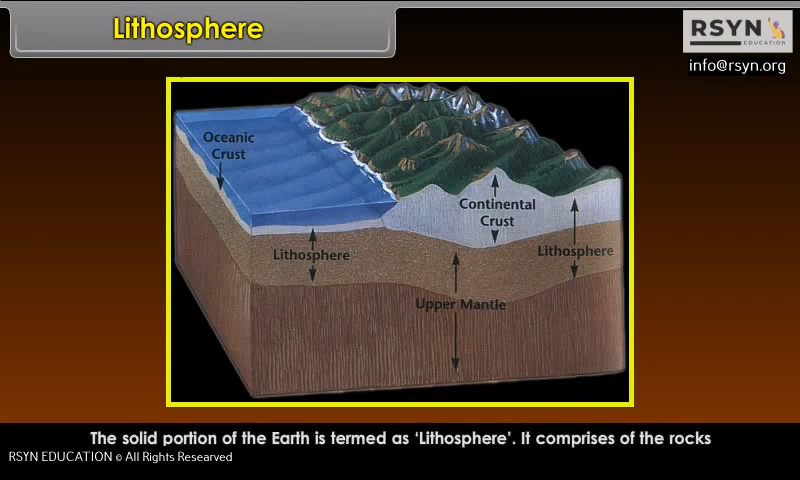 Lithosphere
RSYN
EDUCATION
info@rsyn.org
Oceanic
Crust
Continental
Crust
Lithosphere
Lithosphere
Upper Mantle
The solid portion of the Earth is termed as ‘Lithosphere’. It comprises of the rocks
RSYN EDUCATION © All Rights Researved